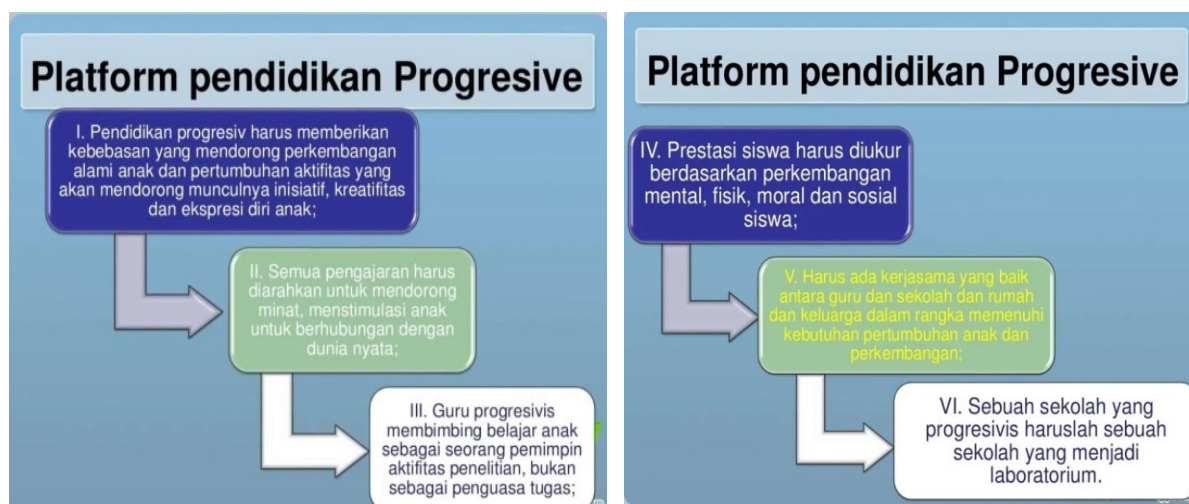 Platform pendidikan Progresive
I. Pendidikan progresiv harus memberikan
kebebasan yang mendorong perkembangan
alami anak dan pertumbuhan aktifitas yang
akan mendorong munculnya inisiatif, kreatifitas
dan ekspresi diri anak;
II. Semua pengajaran harus
diarahkan untuk mendorong
minat, menstimulasi anak
untuk berhubungan dengan
dunia nyata;
III. Guru progresivis
membimbing belajar anak
sebagai seorang pemimpin
aktifitas penelitian, bukan
sebagai penguasa tugas;
Platform pendidikan Progresive
IV. Prestasi siswa harus diukur
berdasarkan perkembangan
mental, fisik, moral dan sosial
siswa;
V. Harus ada kerjasama yang baik
antara guru dan sekolah dan rumah
dan keluarga dalam rangka memenuhi
kebutuhan pertumbuhan anak dan
perkembangan;
VI. Sebuah sekolah yang
progresivis haruslah sebuah
sekolah yang menjadi
laboratorium.